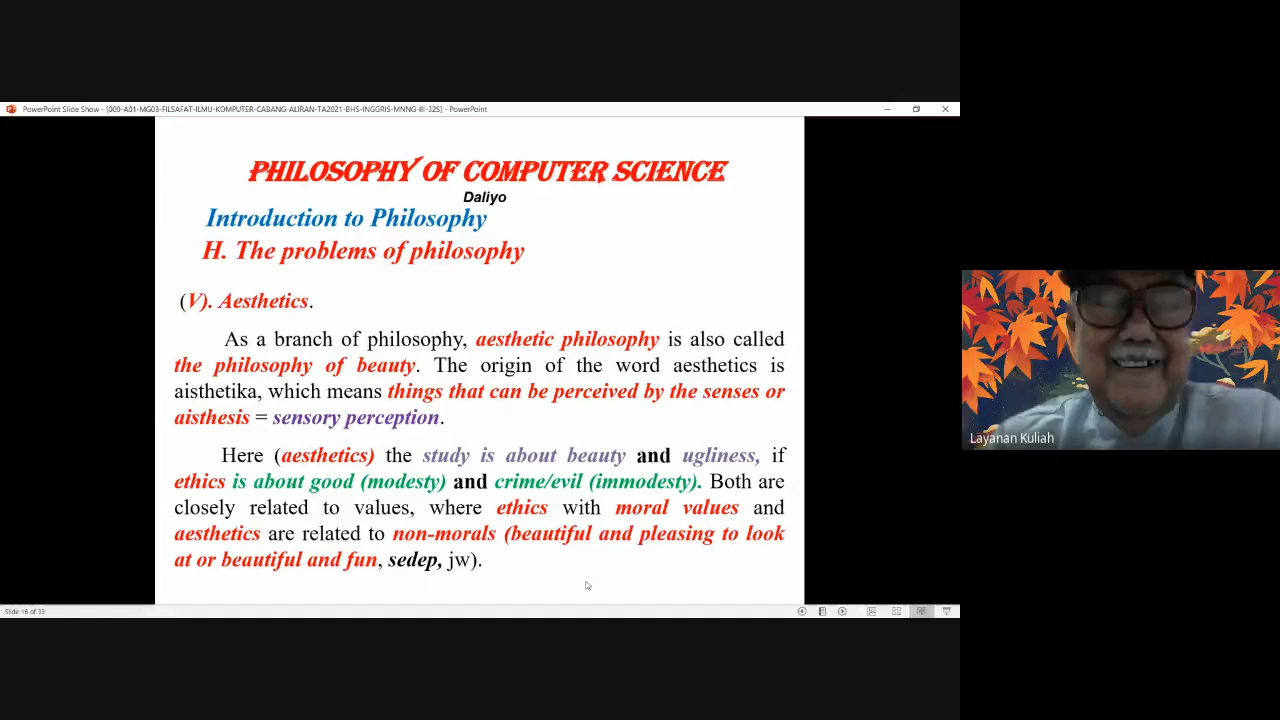 PowerPoint Slide Show - [000-A01-MG03-FILSAFAT-ILMU-KOMPUTER-CABANG-ALIRAN-TA2021-BHS-INGGRIS-MNNG-III-32S] - PowerPoint
PHILOSOPHY OF COMPUTER SCIENCE
Daliyo
Introduction to Philosophy
H. The problems of philosophy
(V). Aesthetics.
As a branch of philosophy, aesthetic philosophy is also called
the philosophy of beauty. The origin of the word aesthetics is
aisthetika, which means things that can be perceived by the senses or
aisthesis = sensory perception.
Here (aesthetics) the study is about beauty and ugliness, if
ethics is about good (modesty) and crime/evil (immodesty). Both are
closely related to values, where ethics with moral values and
aesthetics are related to non-morals (beautiful and pleasing to look
at or beautiful and fun, sedep, jw).
Slide 16 of 33
Layanan Kuliah